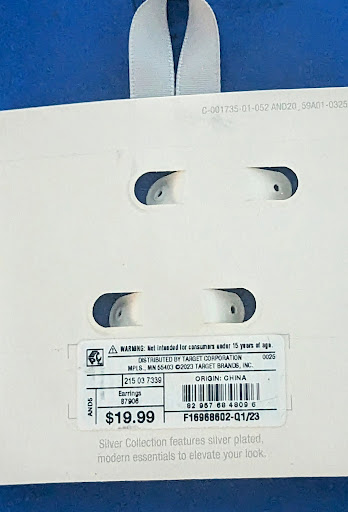 C-001735-01-052 AND20_59A01-0325
WARNING: Not intended for consumers under 15 years of age.
DISTRIBUTED BY TARGET CORPORATION 0025
MPLS, MN 55403 ©2023 TARGET BRANDS, INC.
215 03 7339 ORIGIN: CHINA
Earrings
87906
AND5
82 957 68 4809 6
$19.99 F16968602-Q1/23
Silver Collection features silver plated,
modern essentials to elevate your look.